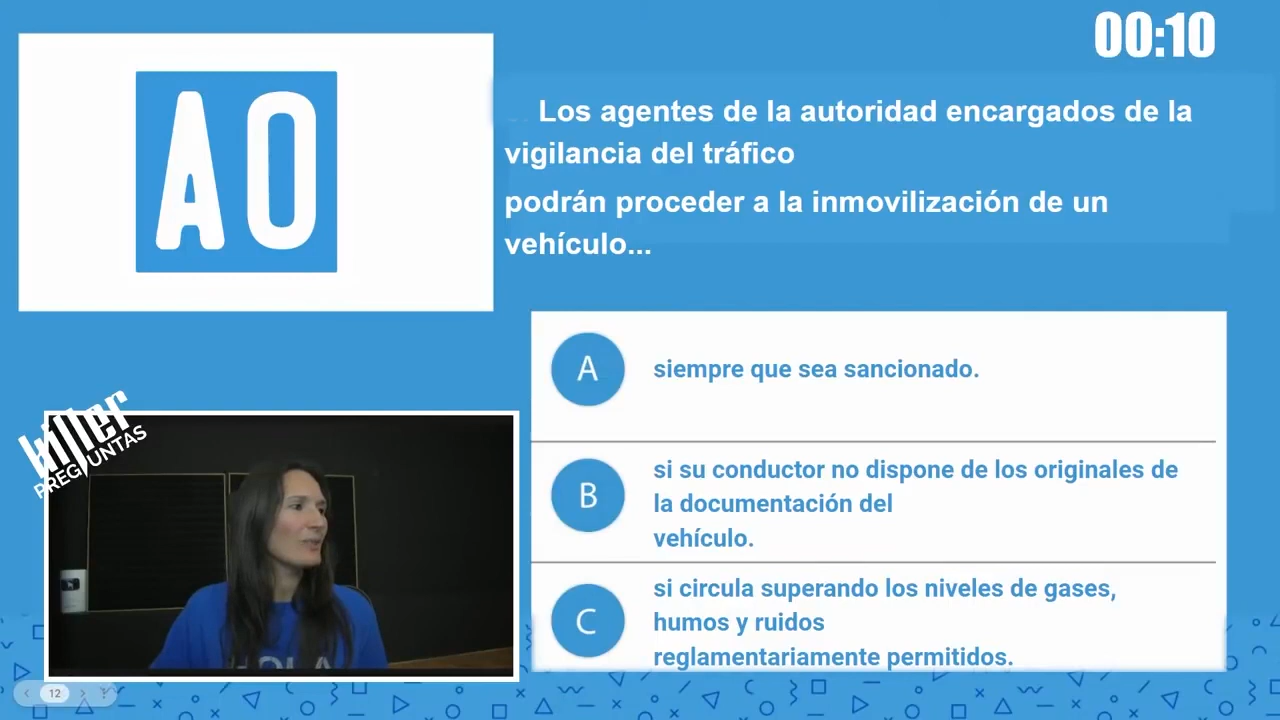 00:10
AO
Los agentes de la autoridad encargados de la
vigilancia del tráfico
podrán proceder a la inmovilización de un
vehículo...
A
siempre que sea sancionado.
B
si su conductor no dispone de los originales de
la documentación del
vehículo.
C
si circula superando los niveles de gases,
humos y ruidos
reglamentariamente permitidos.
killer
PREGUNTAS
HOLA
12